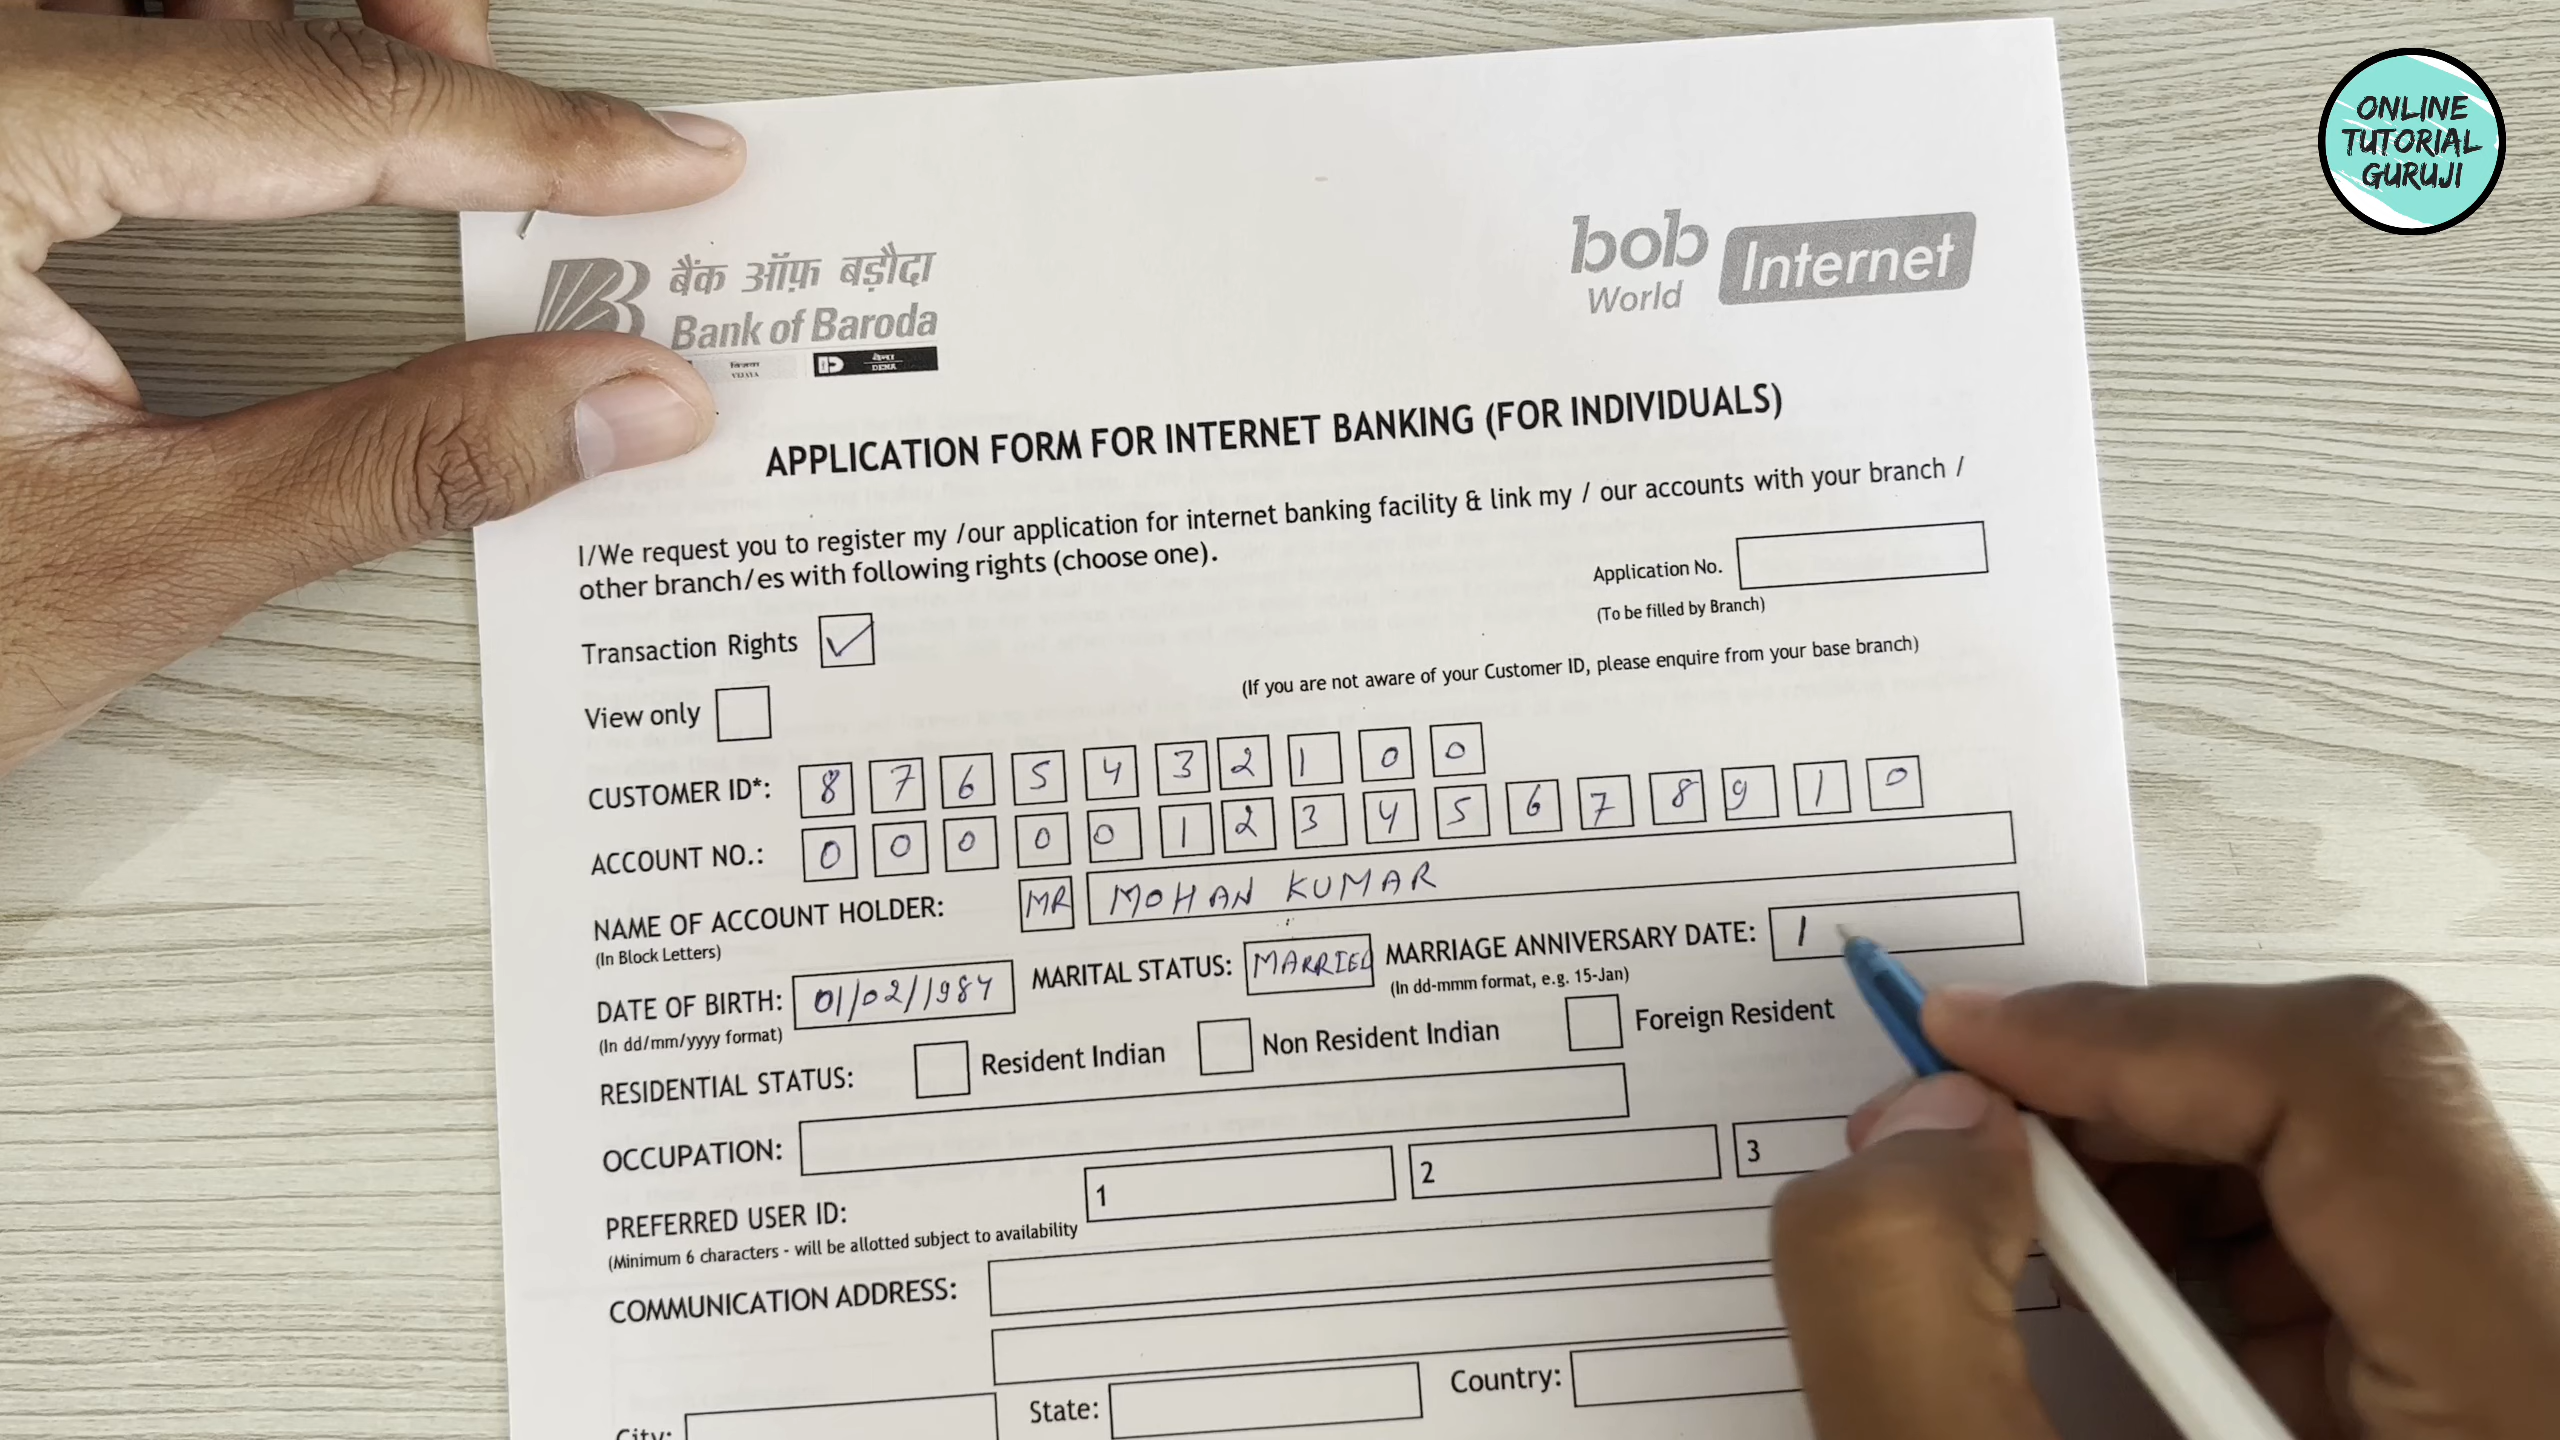 ONLINE
TUTORIAL
GURUJI
बैंक ऑफ़ बड़ौदा
Bank of Baroda
विजया
VIJAYA
देना
DENA
bob
World
Internet
APPLICATION FORM FOR INTERNET BANKING (FOR INDIVIDUALS)
I/We request you to register my /our application for internet banking facility & link my / our accounts with your branch /
other branch/es with following rights (choose one).
Application No.
(To be filled by Branch)
Transaction Rights ✓
(If you are not aware of your Customer ID, please enquire from your base branch)
View only
CUSTOMER ID*: 8 7 6 5 4 3 2 1 0 0
ACCOUNT NO.: 0 0 0 0 0 1 2 3 4 5 6 7 8 9 1 0
NAME OF ACCOUNT HOLDER: MR MOHAN KUMAR
(In Block Letters)
DATE OF BIRTH: 01/02/1984 MARITAL STATUS: MARRIED MARRIAGE ANNIVERSARY DATE: 1
(In dd/mm/yyyy format) (In dd-mmm format, e.g. 15-Jan)
RESIDENTIAL STATUS: Resident Indian Non Resident Indian Foreign Resident
OCCUPATION:
PREFERRED USER ID: 1 2 3
(Minimum 6 characters - will be allotted subject to availability
COMMUNICATION ADDRESS:
City: State: Country: